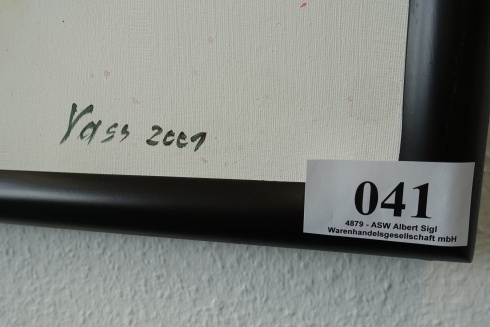 Vass 2009
041
4879 - ASW Albert Sigl
Warenhandelsgesellschaft mbH